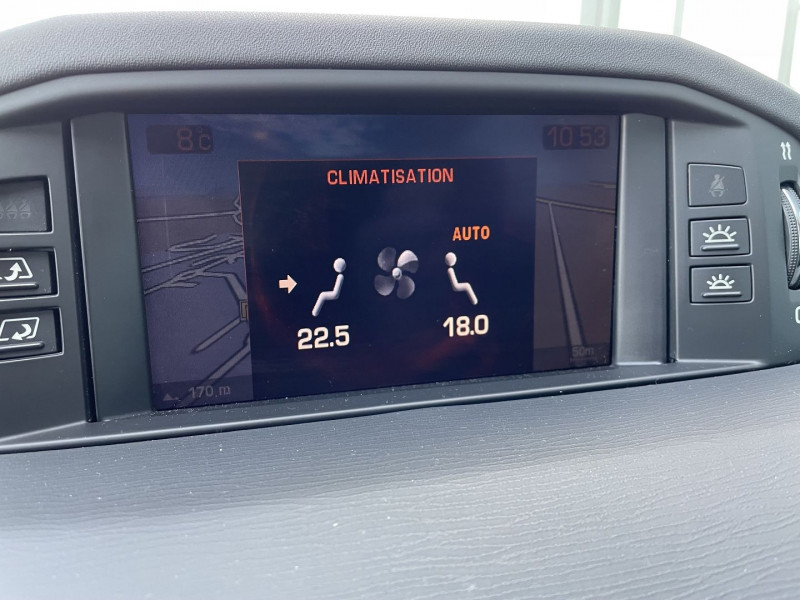 8°C
10 53
CLIMATISATION
AUTO
22.5
18.0
50m
170 m